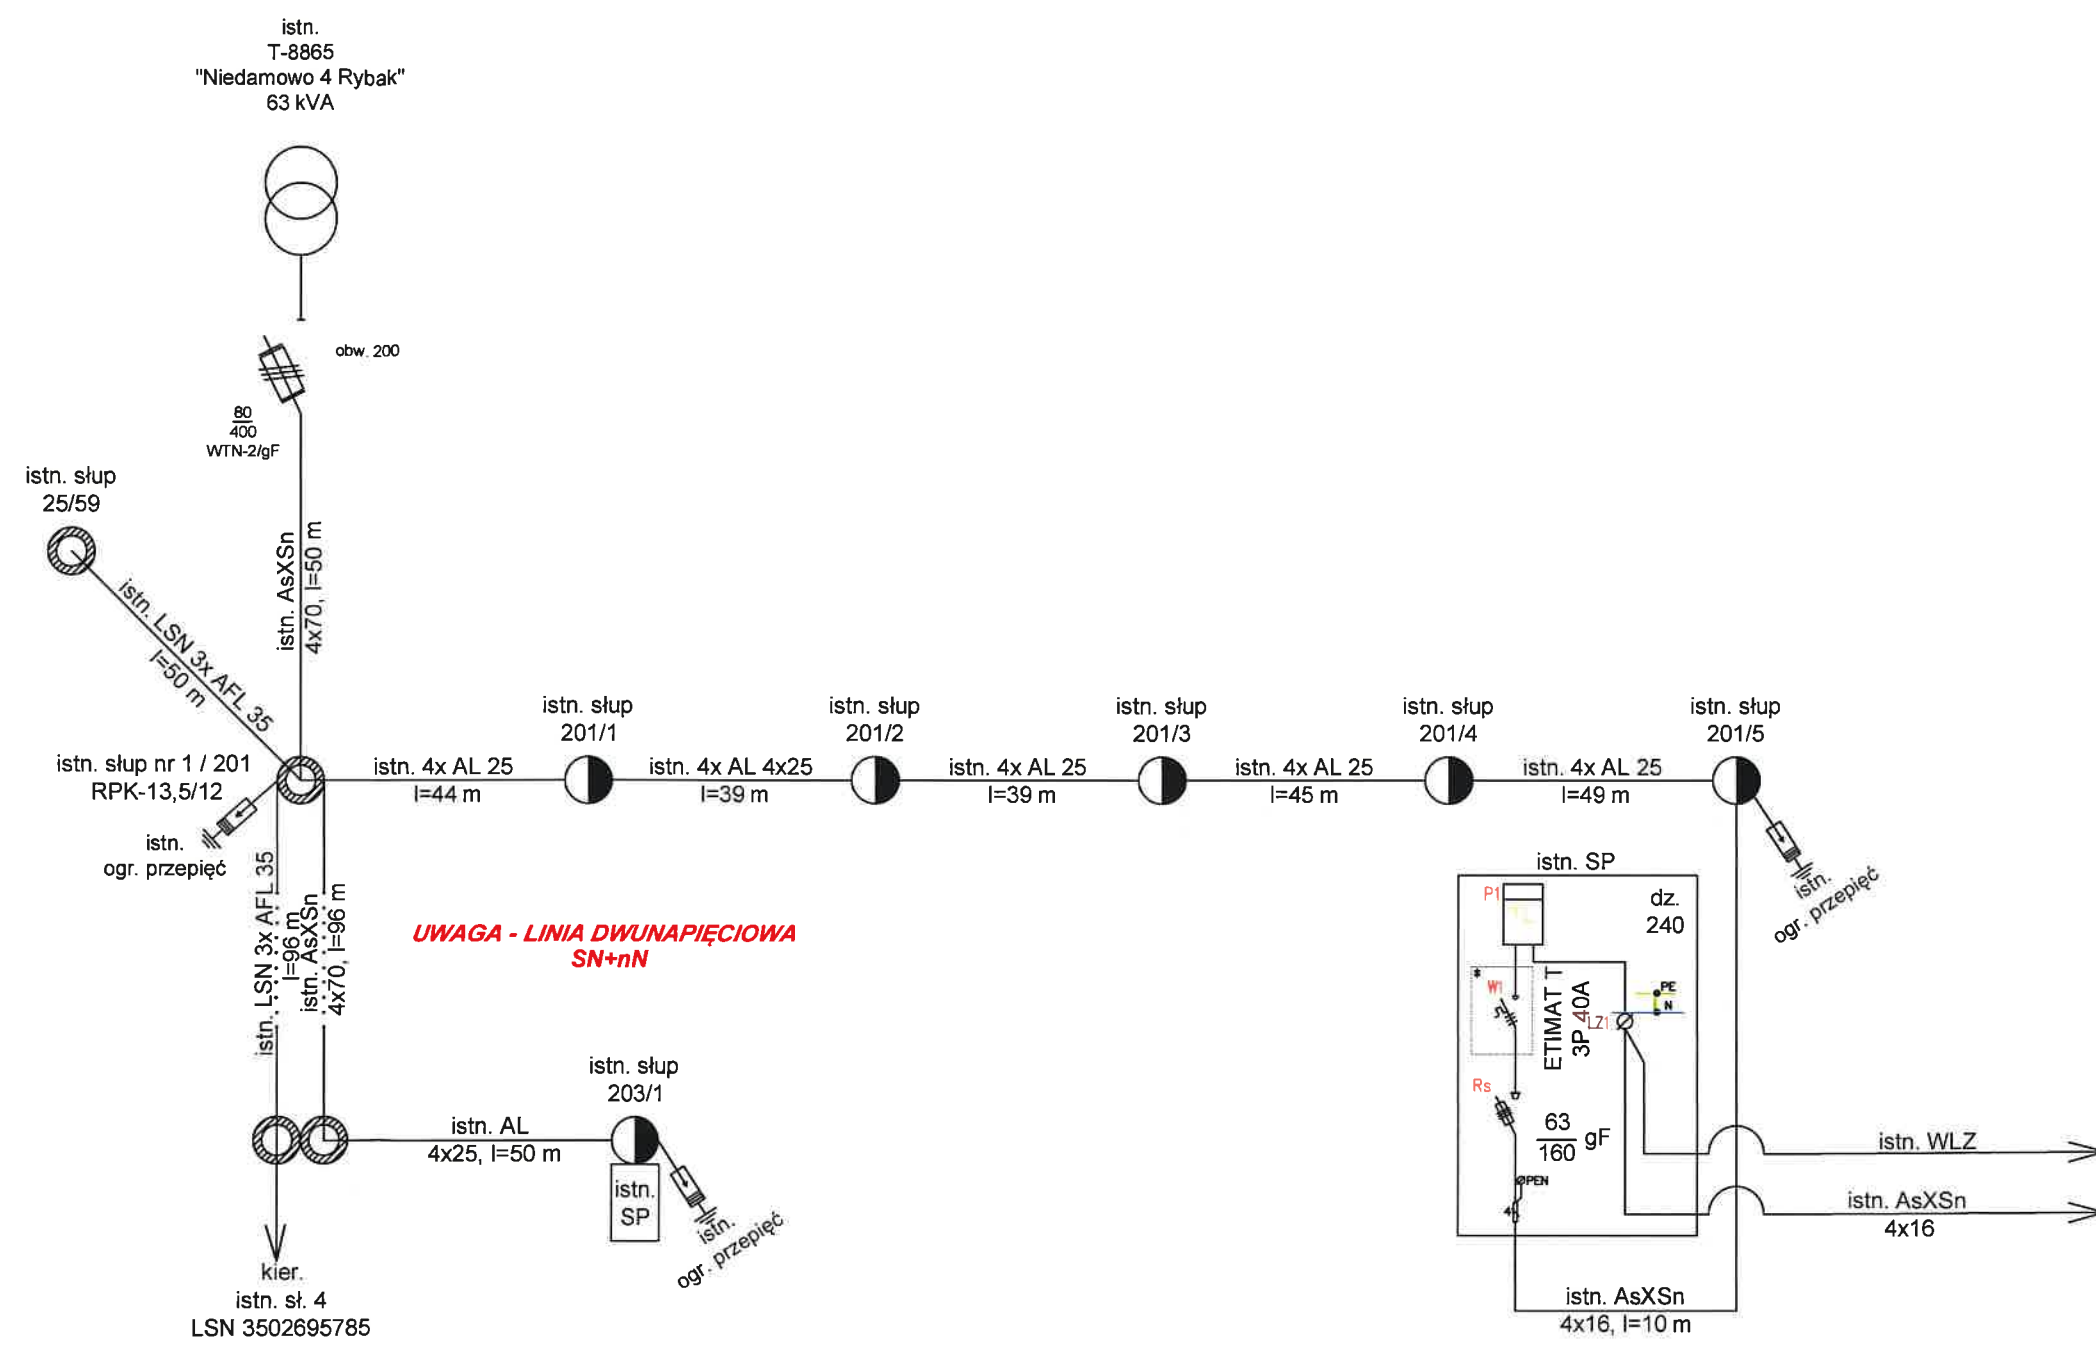 istn.
T-8865
"Niedamowo 4 Rybak"
63 kVA
obw. 200
80
400
WTN-2/gF
istn. słup
25/59
istn. AsXSn
4x70, l=50 m
istn. LSN 3x AFL 35
l=50 m
istn. słup nr 1 / 201
RPK-13,5/12
istn.
ogr. przepięć
istn. 4x AL 25
l=44 m
istn. słup
201/1
istn. 4x AL 4x25
l=39 m
istn. słup
201/2
istn. 4x AL 25
l=39 m
istn. słup
201/3
istn. 4x AL 25
l=45 m
istn. słup
201/4
istn. 4x AL 25
l=49 m
istn. słup
201/5
istn.
ogr. przepięć
istn. LSN 3x AFL 35
l=96 m
istn. AsXSn
4x70, l=96 m
UWAGA - LINIA DWUNAPIĘCIOWA
SN+nN
istn. AL
4x25, l=50 m
istn. słup
203/1
istn.
SP
istn.
ogr. przepięć
kier.
istn. sł. 4
LSN 3502695785
istn. SP
P1
dz.
240
W1
ETIMAT T
3P 40A
LZ1
PE
N
Rs
63
160
gF
PEN
4
istn. WLZ
istn. AsXSn
4x16
istn. AsXSn
4x16, l=10 m